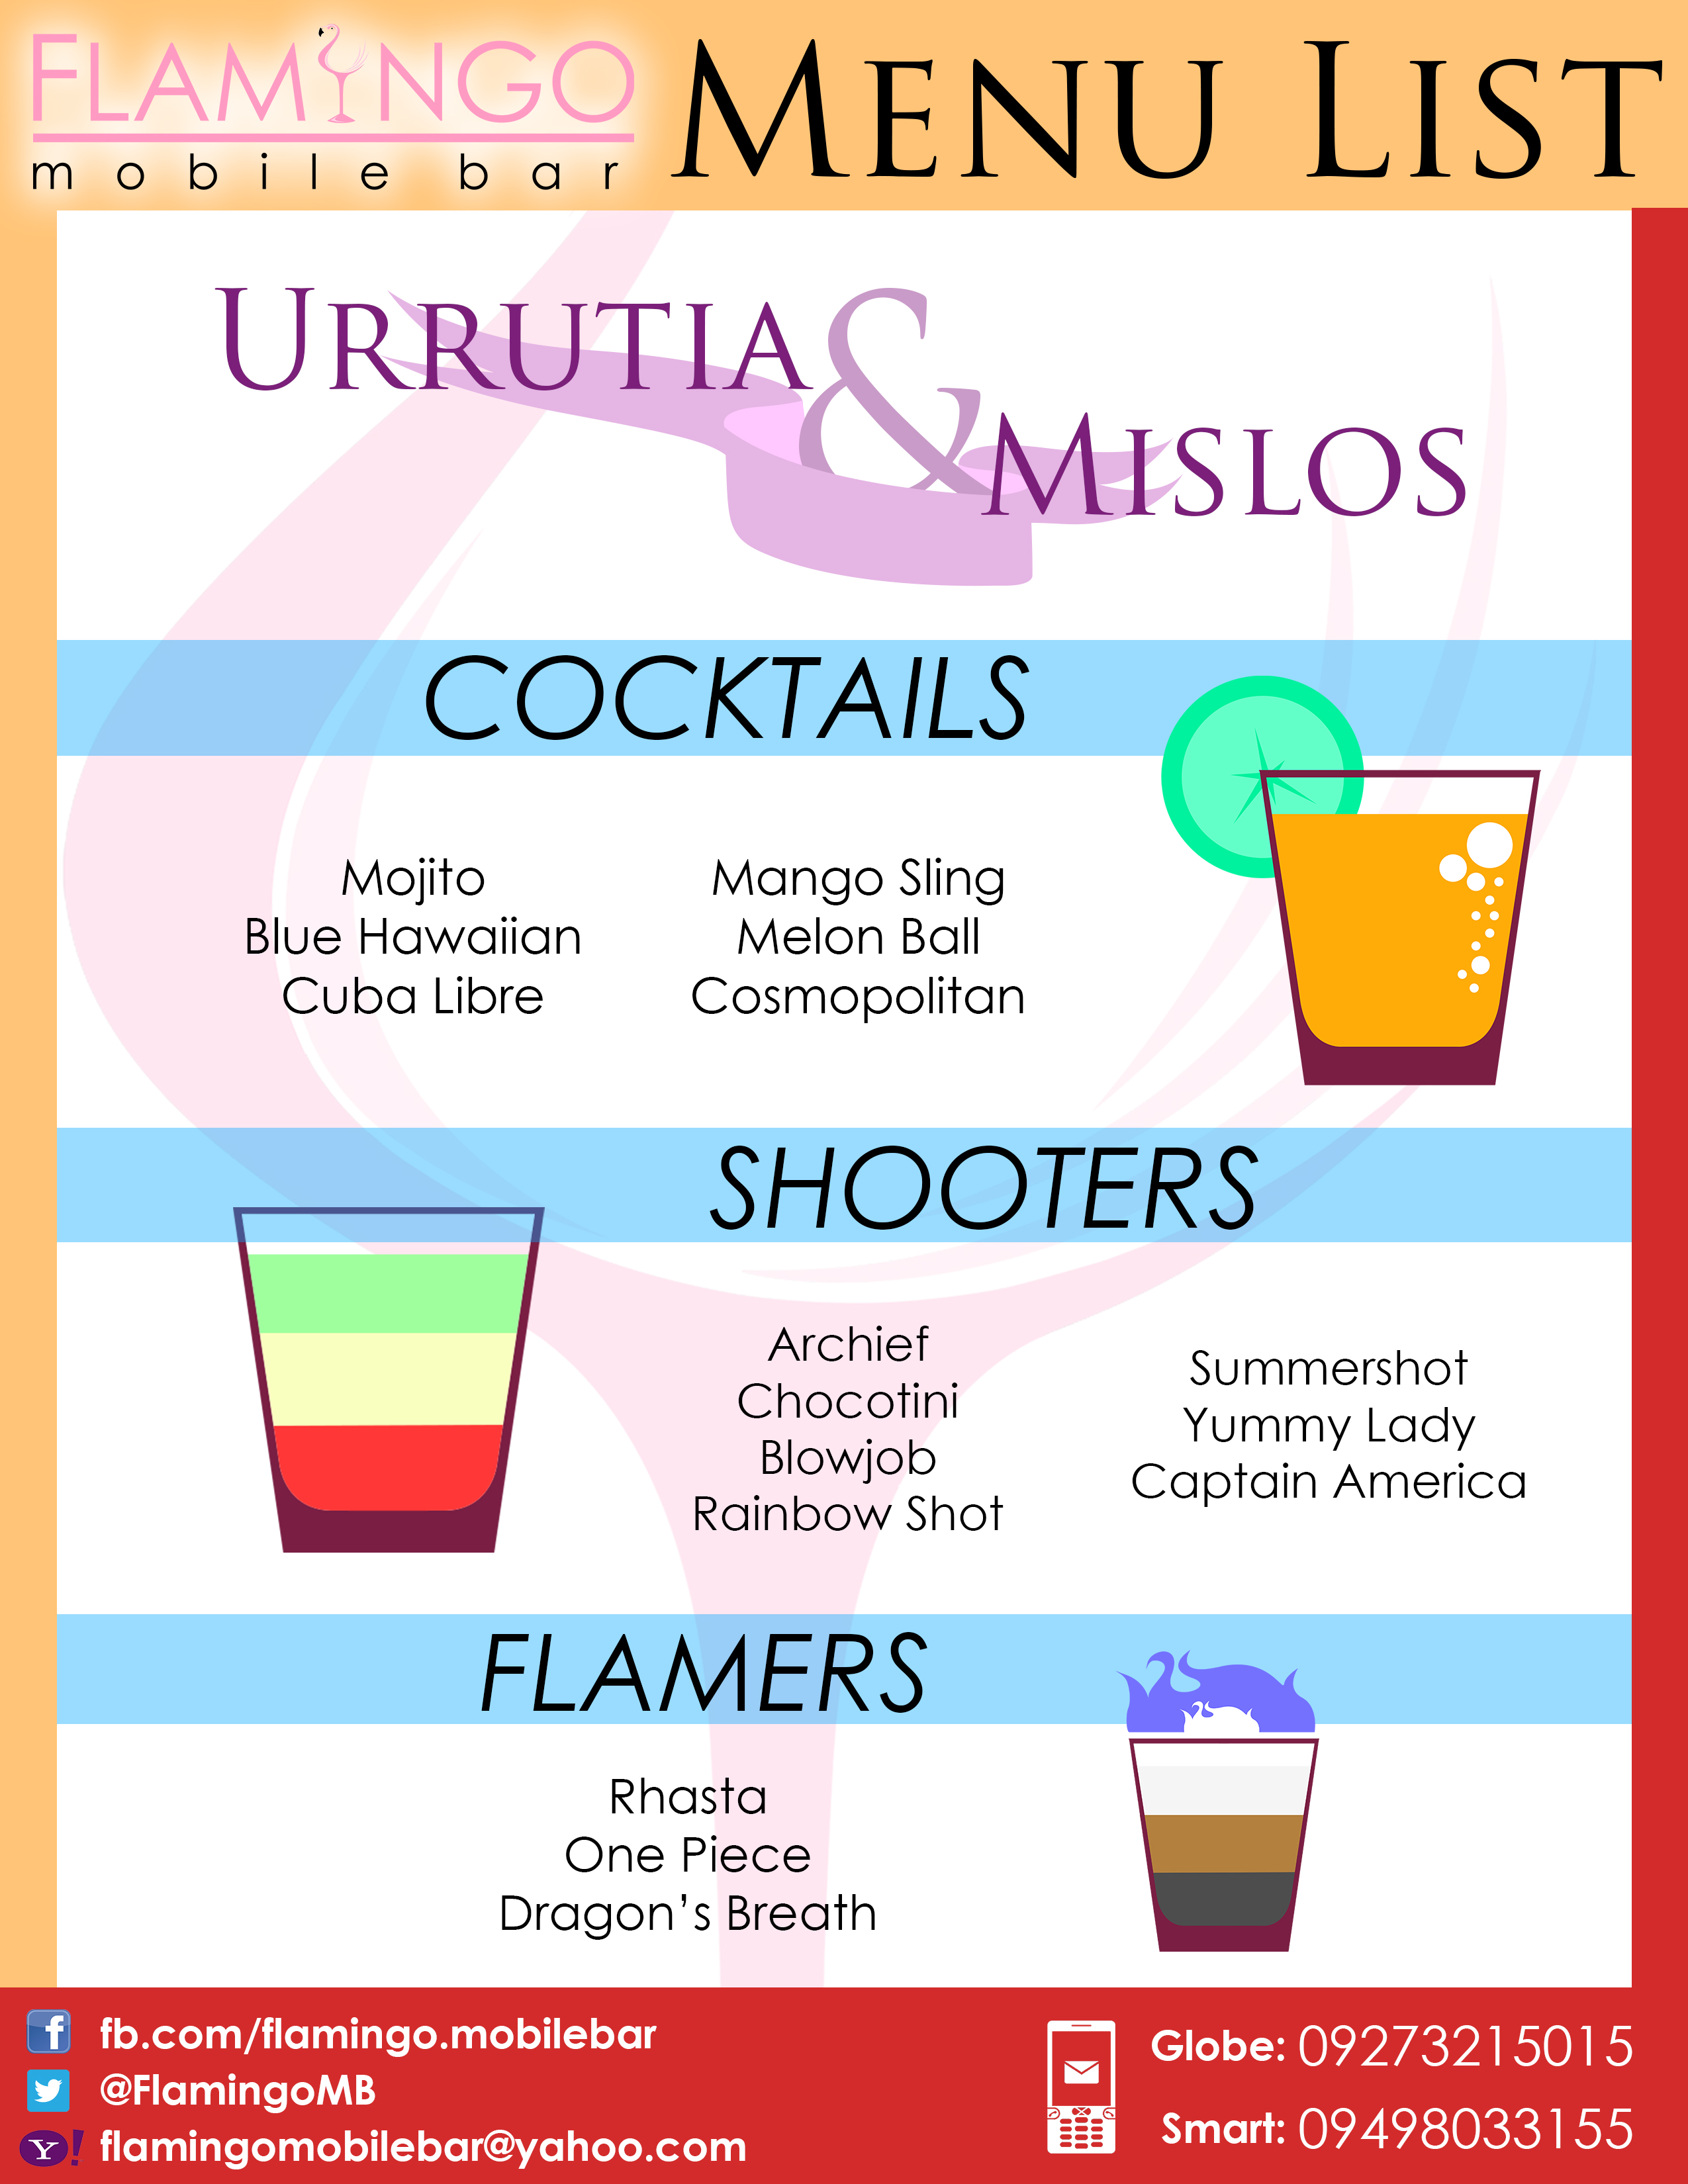 FLAMINGO
mobile bar
MENU LIST
URRUTIA
&
MISLOS
COCKTAILS
Mojito
Blue Hawaiian
Cuba Libre
Mango Sling
Melon Ball
Cosmopolitan
SHOOTERS
Archief
Chocotini
Blowjob
Rainbow Shot
Summershot
Yummy Lady
Captain America
FLAMERS
Rhasta
One Piece
Dragon’s Breath
f fb.com/flamingo.mobilebar
@FlamingoMB
Y! flamingomobilebar@yahoo.com
Globe: 09273215015
Smart: 09498033155